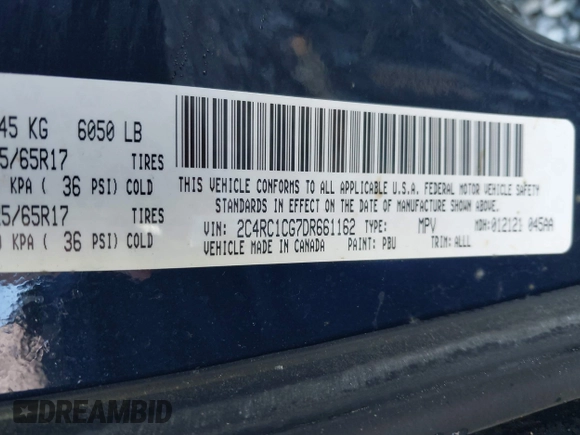 45 KG 6050 LB
5/65R17 TIRES
KPA ( 36 PSI) COLD
5/65R17 TIRES
KPA ( 36 PSI) COLD
THIS VEHICLE CONFORMS TO ALL APPLICABLE U.S.A. FEDERAL MOTOR VEHICLE SAFETY
STANDARDS IN EFFECT ON THE DATE OF MANUFACTURE SHOWN ABOVE.
VIN: 2C4RC1CG7DR661162 TYPE: MPV MDH:012121 045AA
VEHICLE MADE IN CANADA PAINT: PBU TRIM: ALLL
DREAMBID